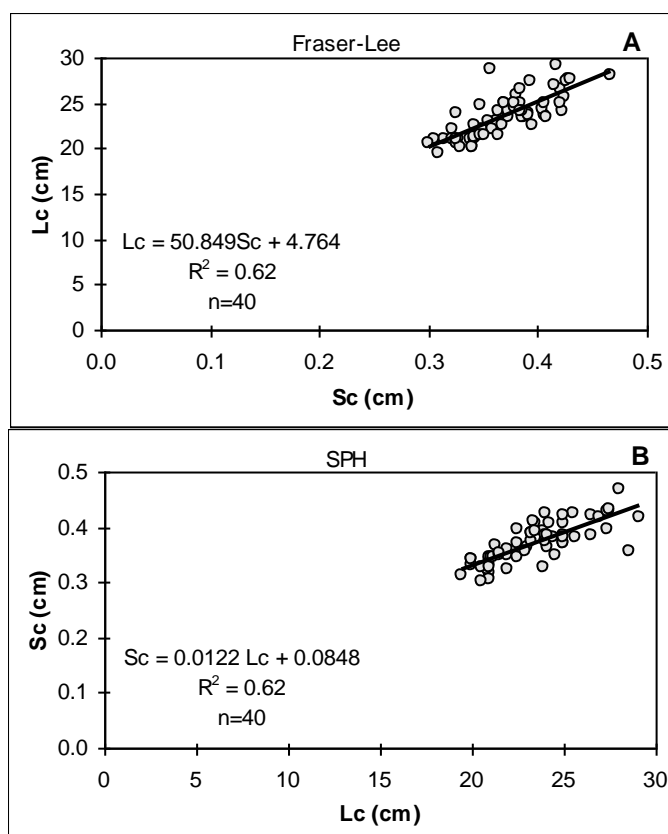 Fraser-Lee
A
30
25
20
15
10
5
0
Lc (cm)
Lc = 50.849Sc + 4.764
R² = 0.62
n=40
0.0 0.1 0.2 0.3 0.4 0.5
Sc (cm)
SPH
B
0.5
0.4
0.3
0.2
0.1
0.0
Sc (cm)
Sc = 0.0122 Lc + 0.0848
R² = 0.62
n=40
0 5 10 15 20 25 30
Lc (cm)